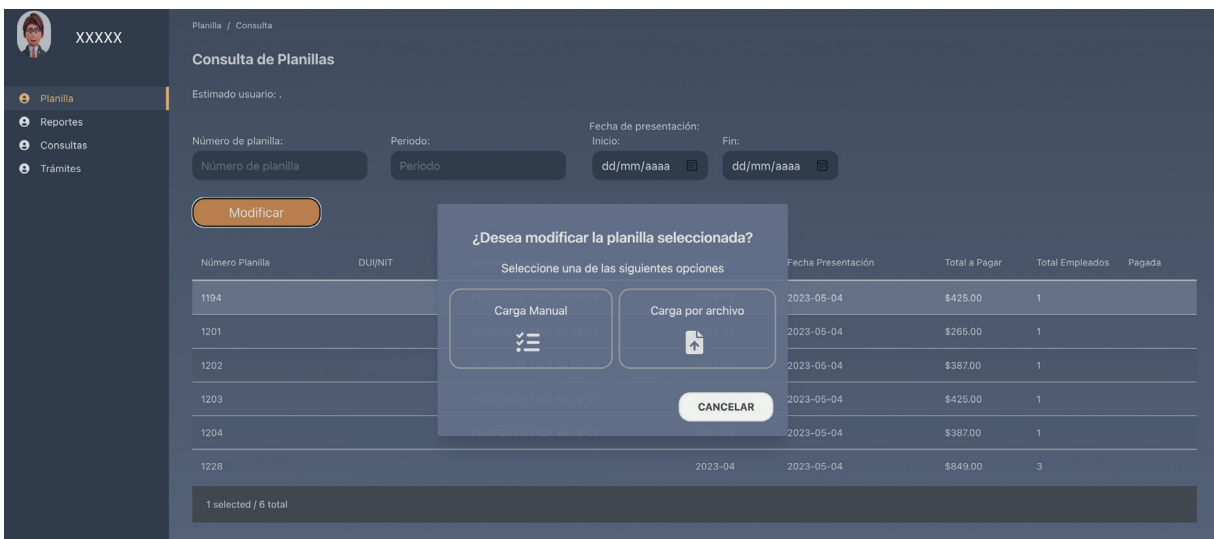 XXXXX
Planilla
Reportes
Consultas
Trámites
Planilla / Consulta
Consulta de Planillas
Estimado usuario: .
Fecha de presentación:
Número de planilla: Periodo: Inicio: Fin:
Número de planilla Periodo dd/mm/aaaa dd/mm/aaaa
Modificar
¿Desea modificar la planilla seleccionada?
Seleccione una de las siguientes opciones
Carga Manual Carga por archivo
CANCELAR
Número Planilla DUI/NIT Fecha Presentación Total a Pagar Total Empleados Pagada
1194 2023-05-04 $425.00 1
1201 2023-05-04 $265.00 1
1202 2023-05-04 $387.00 1
1203 2023-05-04 $425.00 1
1204 2023-05-04 $387.00 1
1228 2023-04 2023-05-04 $849.00 3
1 selected / 6 total